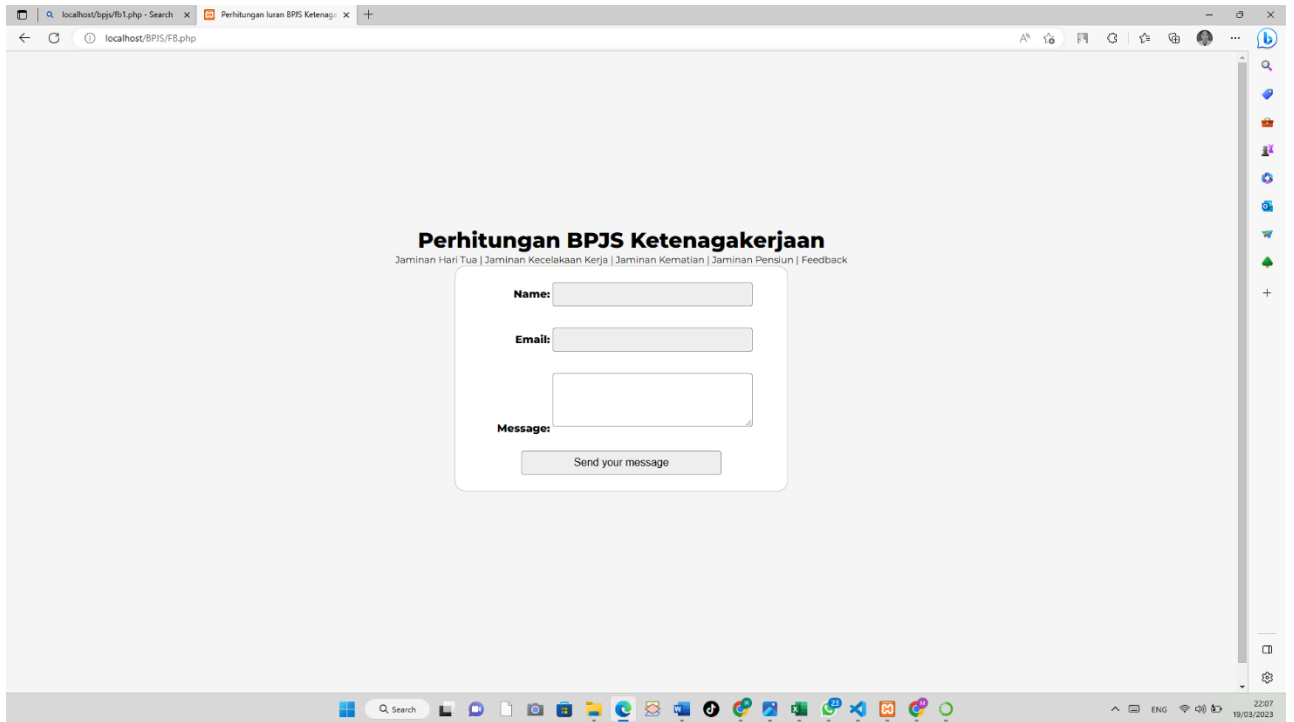 localhost/bpjs/fb1.php - Search
Perhitungan Iuran BPJS Ketenaga
localhost/BPJS/FB.php
Perhitungan BPJS Ketenagakerjaan
Jaminan Hari Tua | Jaminan Kecelakaan Kerja | Jaminan Kematian | Jaminan Pensiun | Feedback
Name:
Email:
Message:
Send your message
Search
23
ENG
22:07
19/03/2023